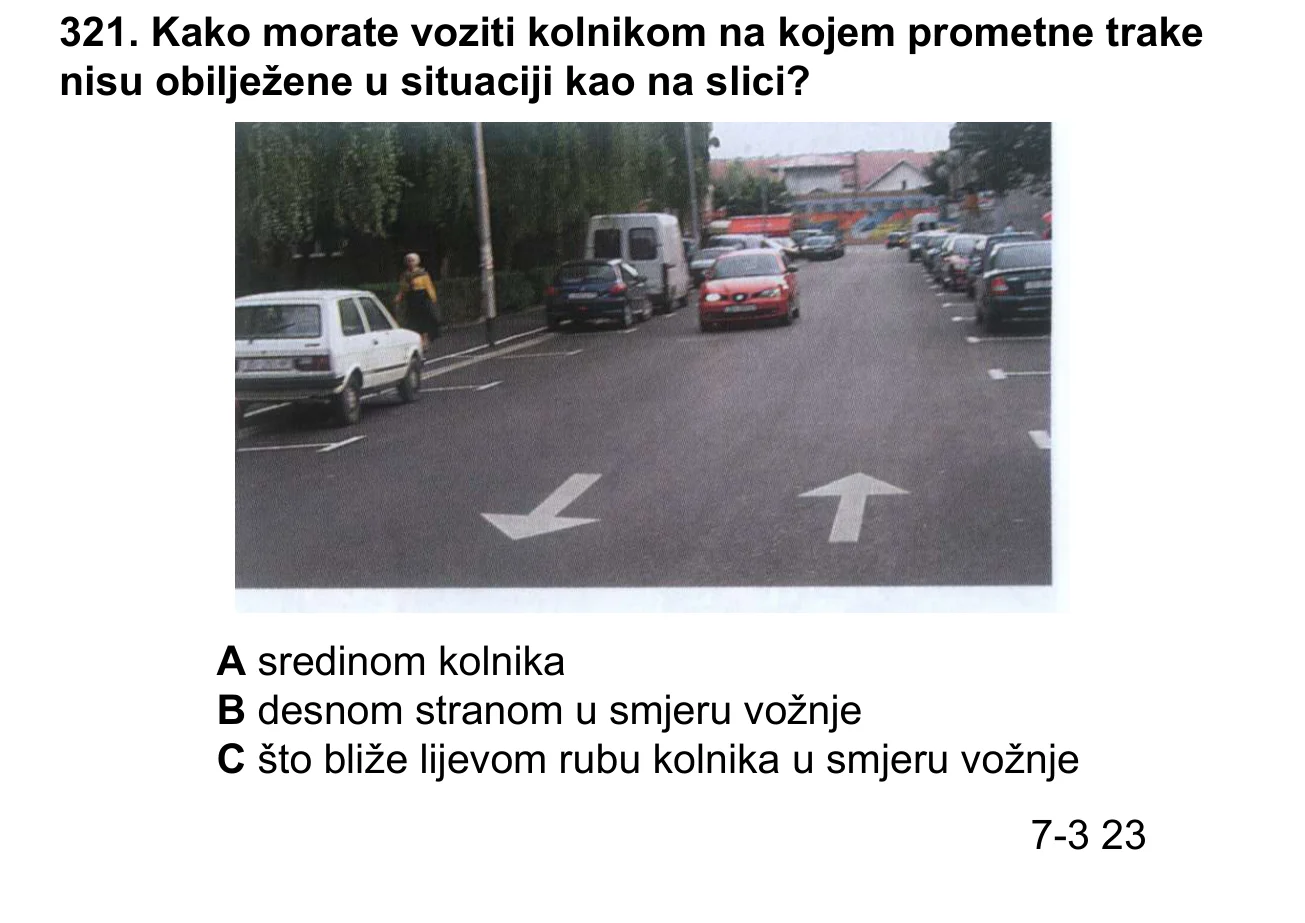 321. Kako morate voziti kolnikom na kojem prometne trake
nisu obilježene u situaciji kao na slici?
A sredinom kolnika
B desnom stranom u smjeru vožnje
C što bliže lijevom rubu kolnika u smjeru vožnje
7-3 23